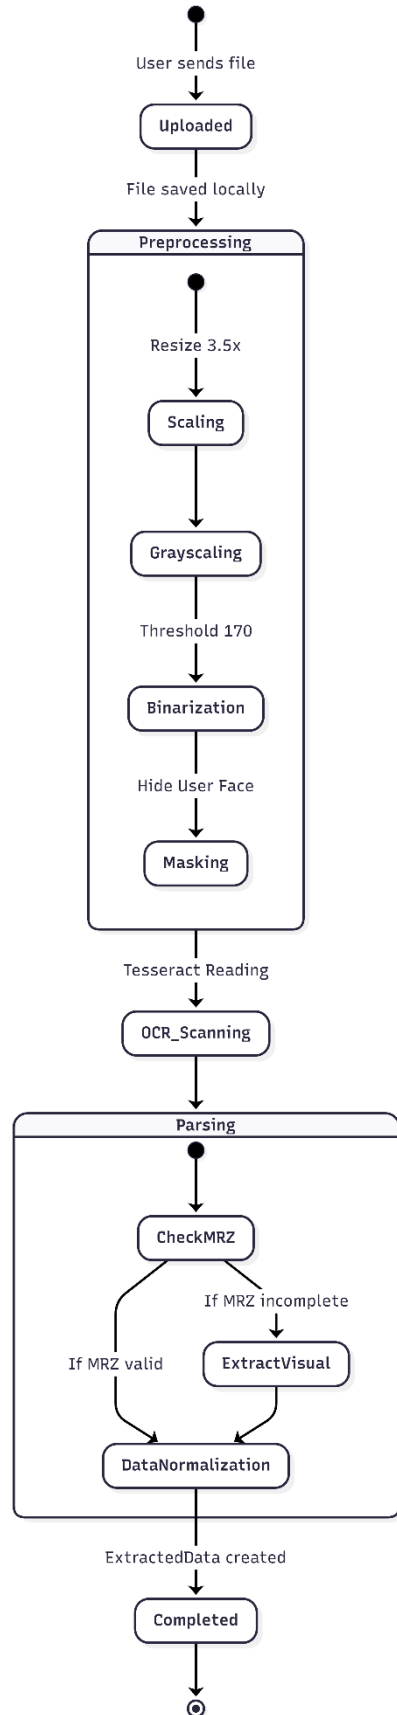 User sends file
Uploaded
File saved locally
Preprocessing
Resize 3.5x
Scaling
Grayscaling
Threshold 170
Binarization
Hide User Face
Masking
Tesseract Reading
OCR_Scanning
Parsing
CheckMRZ
If MRZ incomplete
If MRZ valid
ExtractVisual
DataNormalization
ExtractedData created
Completed